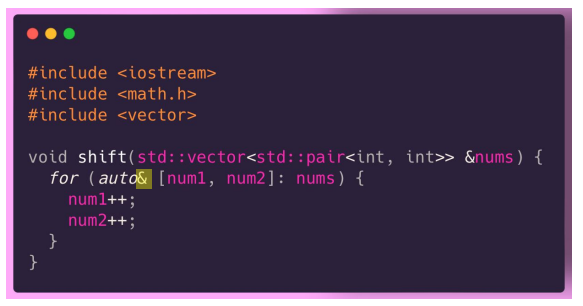 #include <iostream>
#include <math.h>
#include <vector>
void shift(std::vector<std::pair<int, int>> &nums) {
for (auto& [num1, num2]: nums) {
num1++;
num2++;
}
}